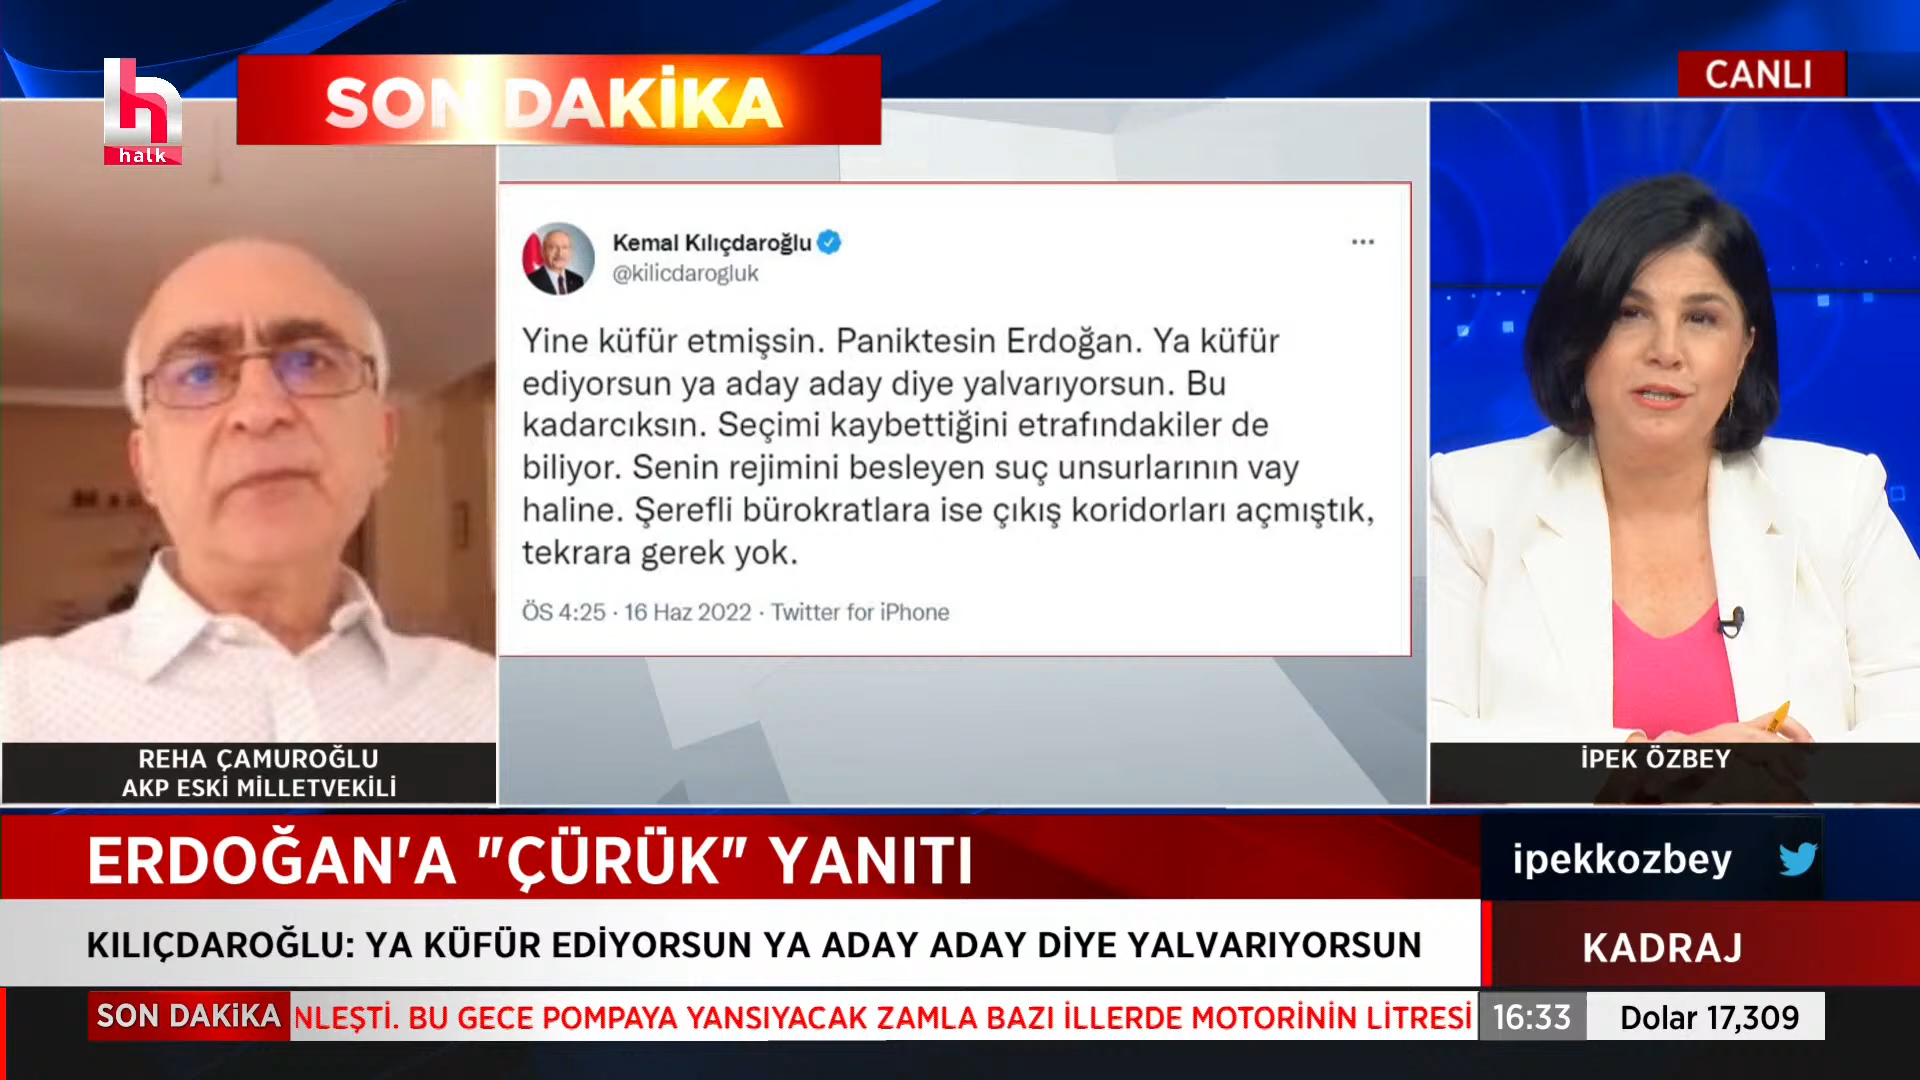 halk
SON DAKİKA
CANLI
Kemal Kılıçdaroğlu
@kilicdarogluk
Yine küfür etmişsin. Paniktesin Erdoğan. Ya küfür
ediyorsun ya aday aday diye yalvarıyorsun. Bu
kadarcıksın. Seçimi kaybettiğini etrafındakiler de
biliyor. Senin rejimini besleyen suç unsurlarının vay
haline. Şerefli bürokratlara ise çıkış koridorları açmıştık,
tekrara gerek yok.
ÖS 4:25 · 16 Haz 2022 · Twitter for iPhone
REHA ÇAMUROĞLU
AKP ESKİ MİLLETVEKİLİ
İPEK ÖZBEY
ERDOĞAN'A "ÇÜRÜK" YANITI
ipekkozbey
KILIÇDAROĞLU: YA KÜFÜR EDİYORSUN YA ADAY ADAY DİYE YALVARIYORSUN
KADRAJ
SON DAKİKA NLEŞTİ. BU GECE POMPAYA YANSIYACAK ZAMLA BAZI İLLERDE MOTORİNİN LİTRESİ 16:33 Dolar 17,309